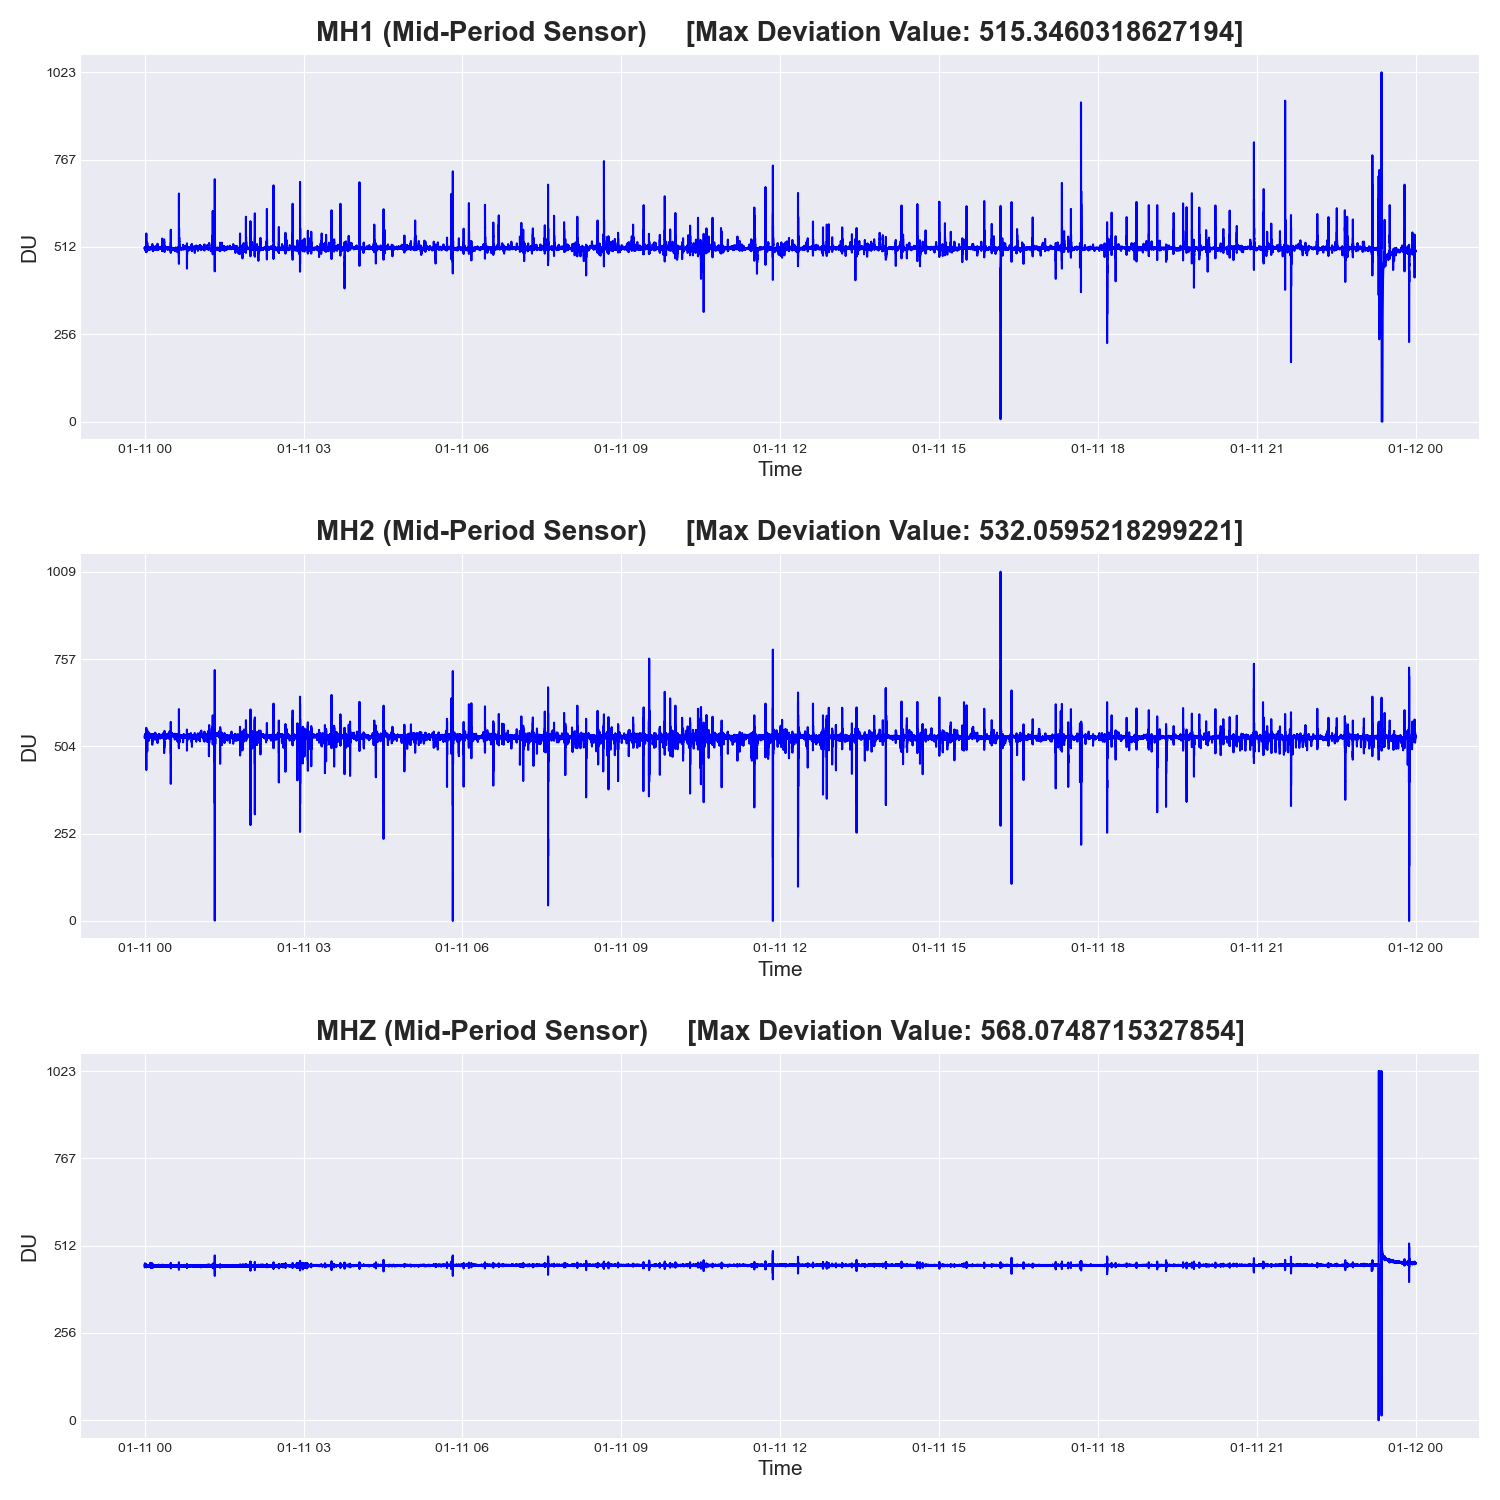 MH1 (Mid-Period Sensor) [Max Deviation Value: 515.3460318627194]
1023
767
512
256
0
DU
01-11 00 01-11 03 01-11 06 01-11 09 01-11 12 01-11 15 01-11 18 01-11 21 01-12 00
Time
MH2 (Mid-Period Sensor) [Max Deviation Value: 532.0595218299221]
1009
757
504
252
0
DU
01-11 00 01-11 03 01-11 06 01-11 09 01-11 12 01-11 15 01-11 18 01-11 21 01-12 00
Time
MHZ (Mid-Period Sensor) [Max Deviation Value: 568.0748715327854]
1023
767
512
256
0
DU
01-11 00 01-11 03 01-11 06 01-11 09 01-11 12 01-11 15 01-11 18 01-11 21 01-12 00
Time